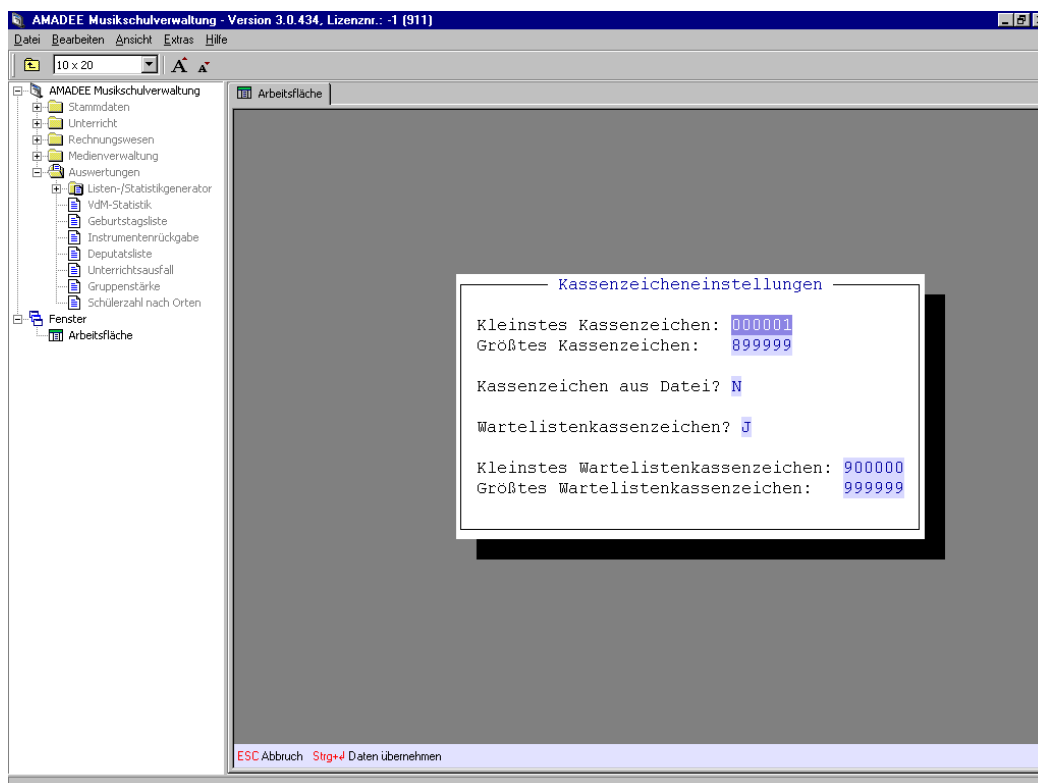 AMADEE Musikschulverwaltung - Version 3.0.434, Lizenznr.: -1 (911)
Datei Bearbeiten Ansicht Extras Hilfe
10 x 20
AMADEE Musikschulverwaltung
Stammdaten
Unterricht
Rechnungswesen
Medienverwaltung
Auswertungen
Listen-/Statistikgenerator
VdM-Statistik
Geburtstagsliste
Instrumentenrückgabe
Deputatsliste
Unterrichtsausfall
Gruppenstärke
Schülerzahl nach Orten
Fenster
Arbeitsfläche
Arbeitsfläche
Kassenzeicheneinstellungen
Kleinstes Kassenzeichen: 000001
Größtes Kassenzeichen: 899999
Kassenzeichen aus Datei? N
Wartelistenkassenzeichen? J
Kleinstes Wartelistenkassenzeichen: 900000
Größtes Wartelistenkassenzeichen: 999999
ESC Abbruch Strg+↲ Daten übernehmen